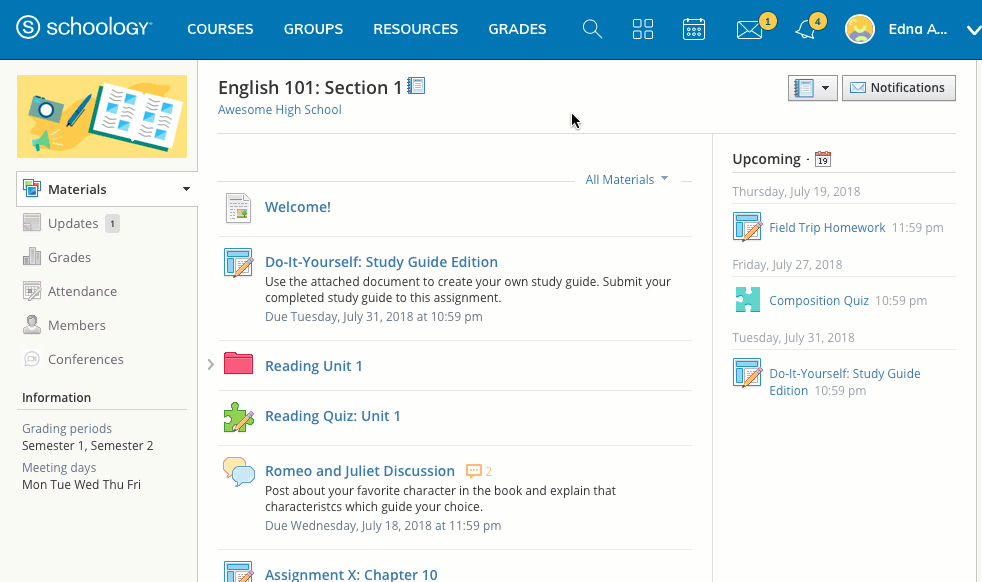 S schoology
COURSES
GROUPS
RESOURCES
GRADES
1
4
Edna A...
English 101: Section 1
Awesome High School
Notifications
Materials
Updates 1
Grades
Attendance
Members
Conferences
Information
Grading periods
Semester 1, Semester 2
Meeting days
Mon Tue Wed Thu Fri
All Materials
Welcome!
Do-It-Yourself: Study Guide Edition
Use the attached document to create your own study guide. Submit your
completed study guide to this assignment.
Due Tuesday, July 31, 2018 at 10:59 pm
Reading Unit 1
Reading Quiz: Unit 1
Romeo and Juliet Discussion 2
Post about your favorite character in the book and explain that
characteristcs which guide your choice.
Due Wednesday, July 18, 2018 at 11:59 pm
Assignment X: Chapter 10
Upcoming · 19
Thursday, July 19, 2018
Field Trip Homework 11:59 pm
Friday, July 27, 2018
Composition Quiz 10:59 pm
Tuesday, July 31, 2018
Do-It-Yourself: Study Guide
Edition 10:59 pm